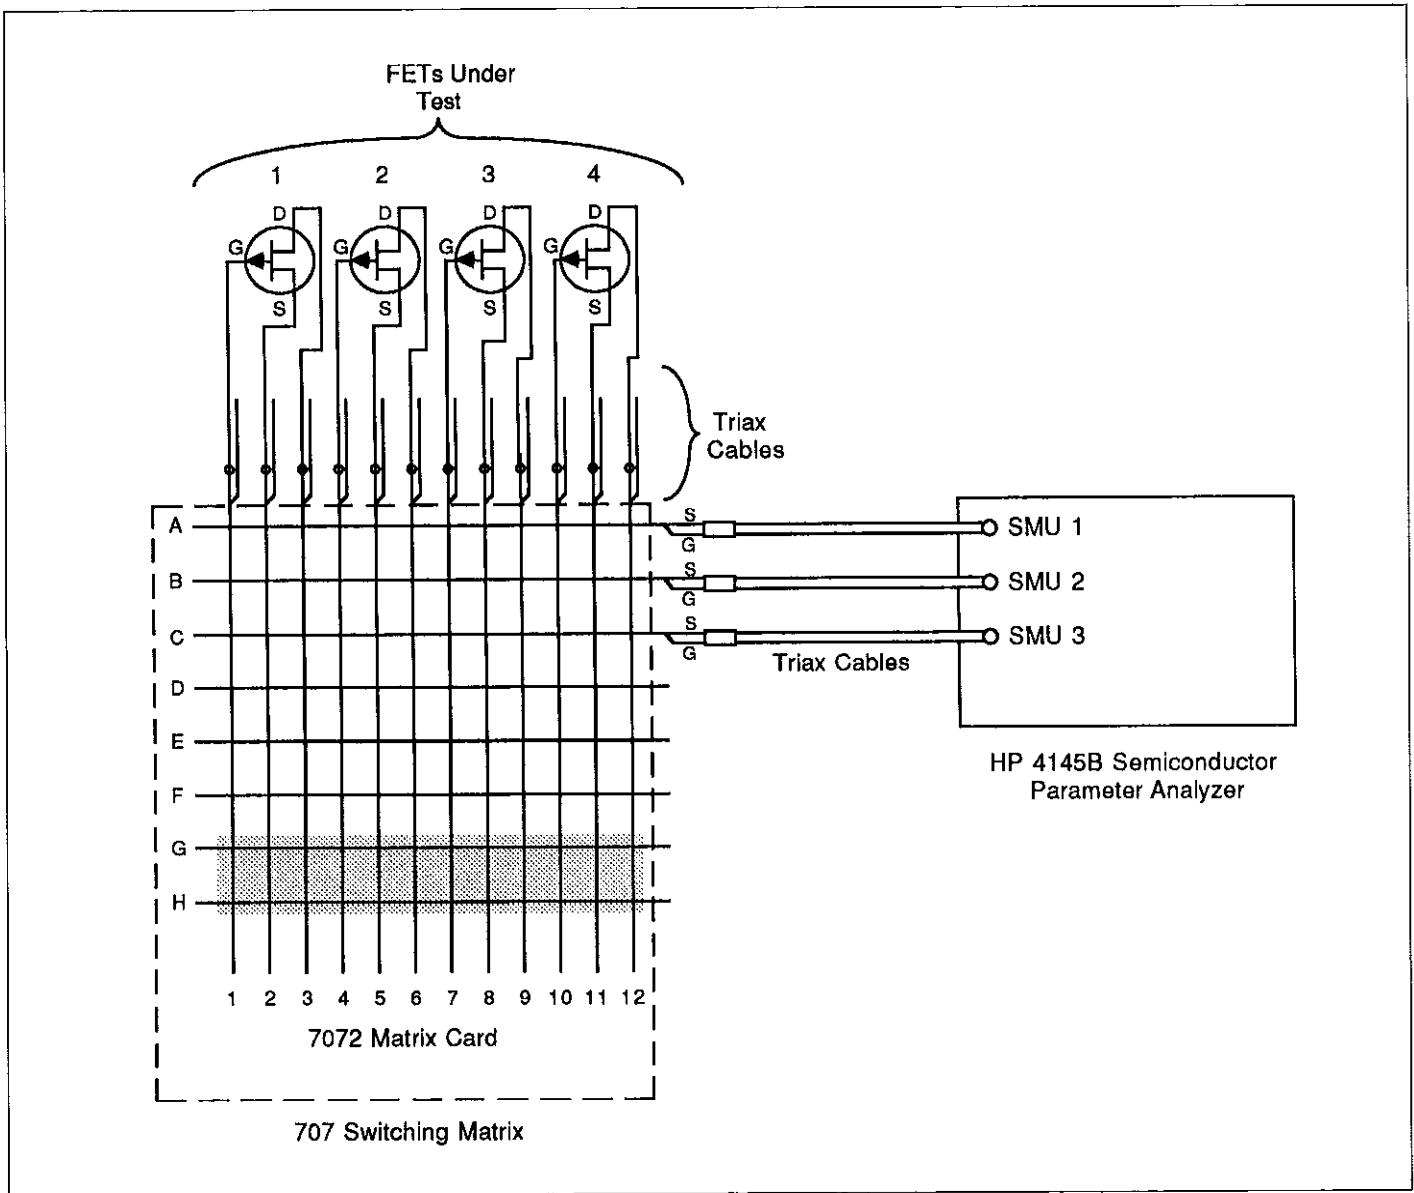 FETs Under
Test
1 2 3 4
D D D D
G G G G
S S S S
Triax
Cables
A S G SMU 1
B S G SMU 2
C S G SMU 3
Triax Cables
D
E
F
G
H
HP 4145B Semiconductor
Parameter Analyzer
1 2 3 4 5 6 7 8 9 10 11 12
7072 Matrix Card
707 Switching Matrix